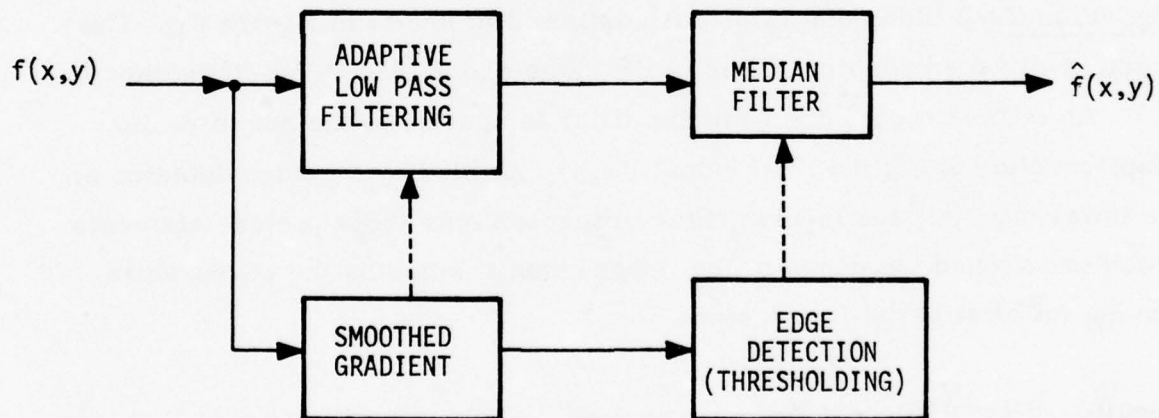 f(x,y)
ADAPTIVE
LOW PASS
FILTERING
MEDIAN
FILTER
f(x,y)
SMOOTHED
GRADIENT
EDGE
DETECTION
(THRESHOLDING)